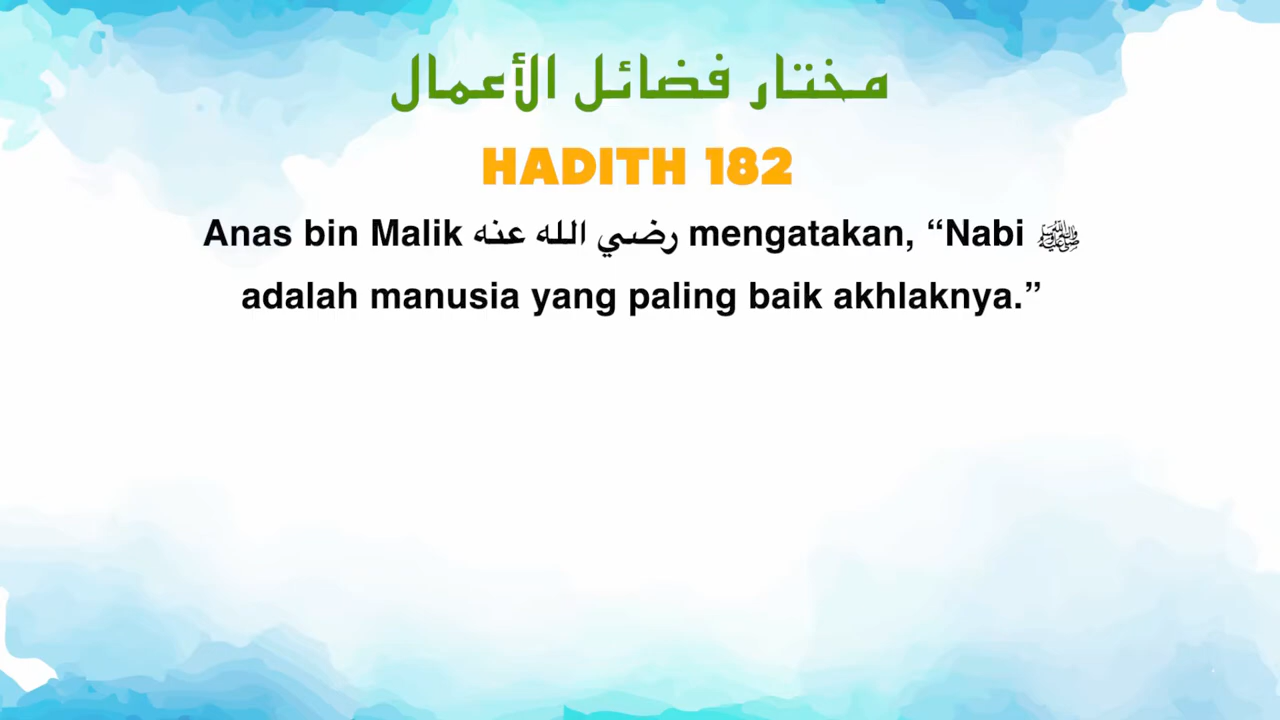 مختار فضائل الأعمال
HADITH 182
Anas bin Malik رضي الله عنه mengatakan, “Nabi ﷺ
adalah manusia yang paling baik akhlaknya.”